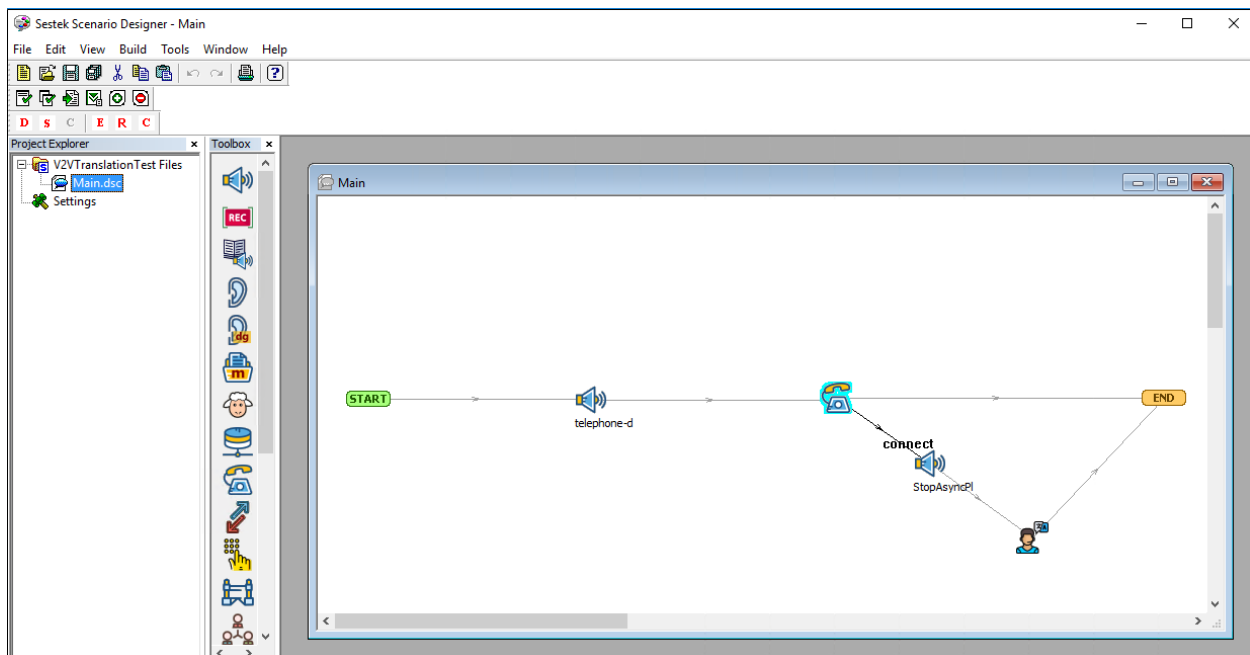 Sestek Scenario Designer - Main
File Edit View Build Tools Window Help
D S C E R C
Project Explorer
V2VTranslationTest Files
Main.dsc
Settings
Toolbox
REC
dg
m
Main
START
telephone-d
connect
StopAsyncPl
END